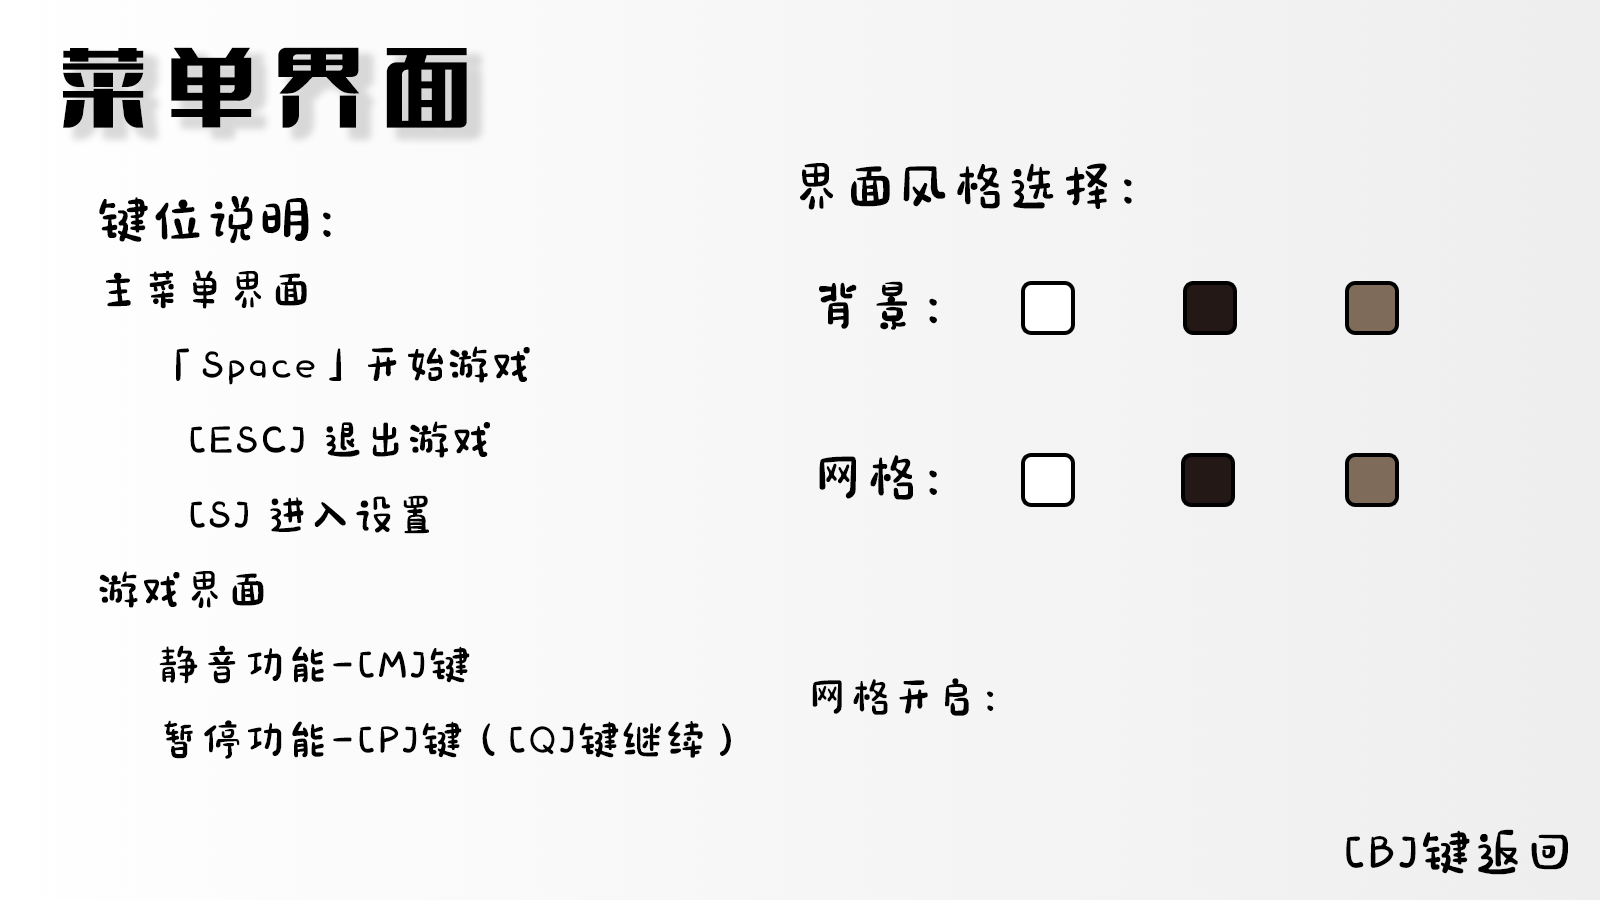 菜单界面
键位说明：
主菜单界面
「Space」开始游戏
[ESC] 退出游戏
[S] 进入设置
游戏界面
静音功能-[M]键
暂停功能-[P]键（[Q]键继续）
界面风格选择：
背景：
网格：
网格开启：
[B]键返回